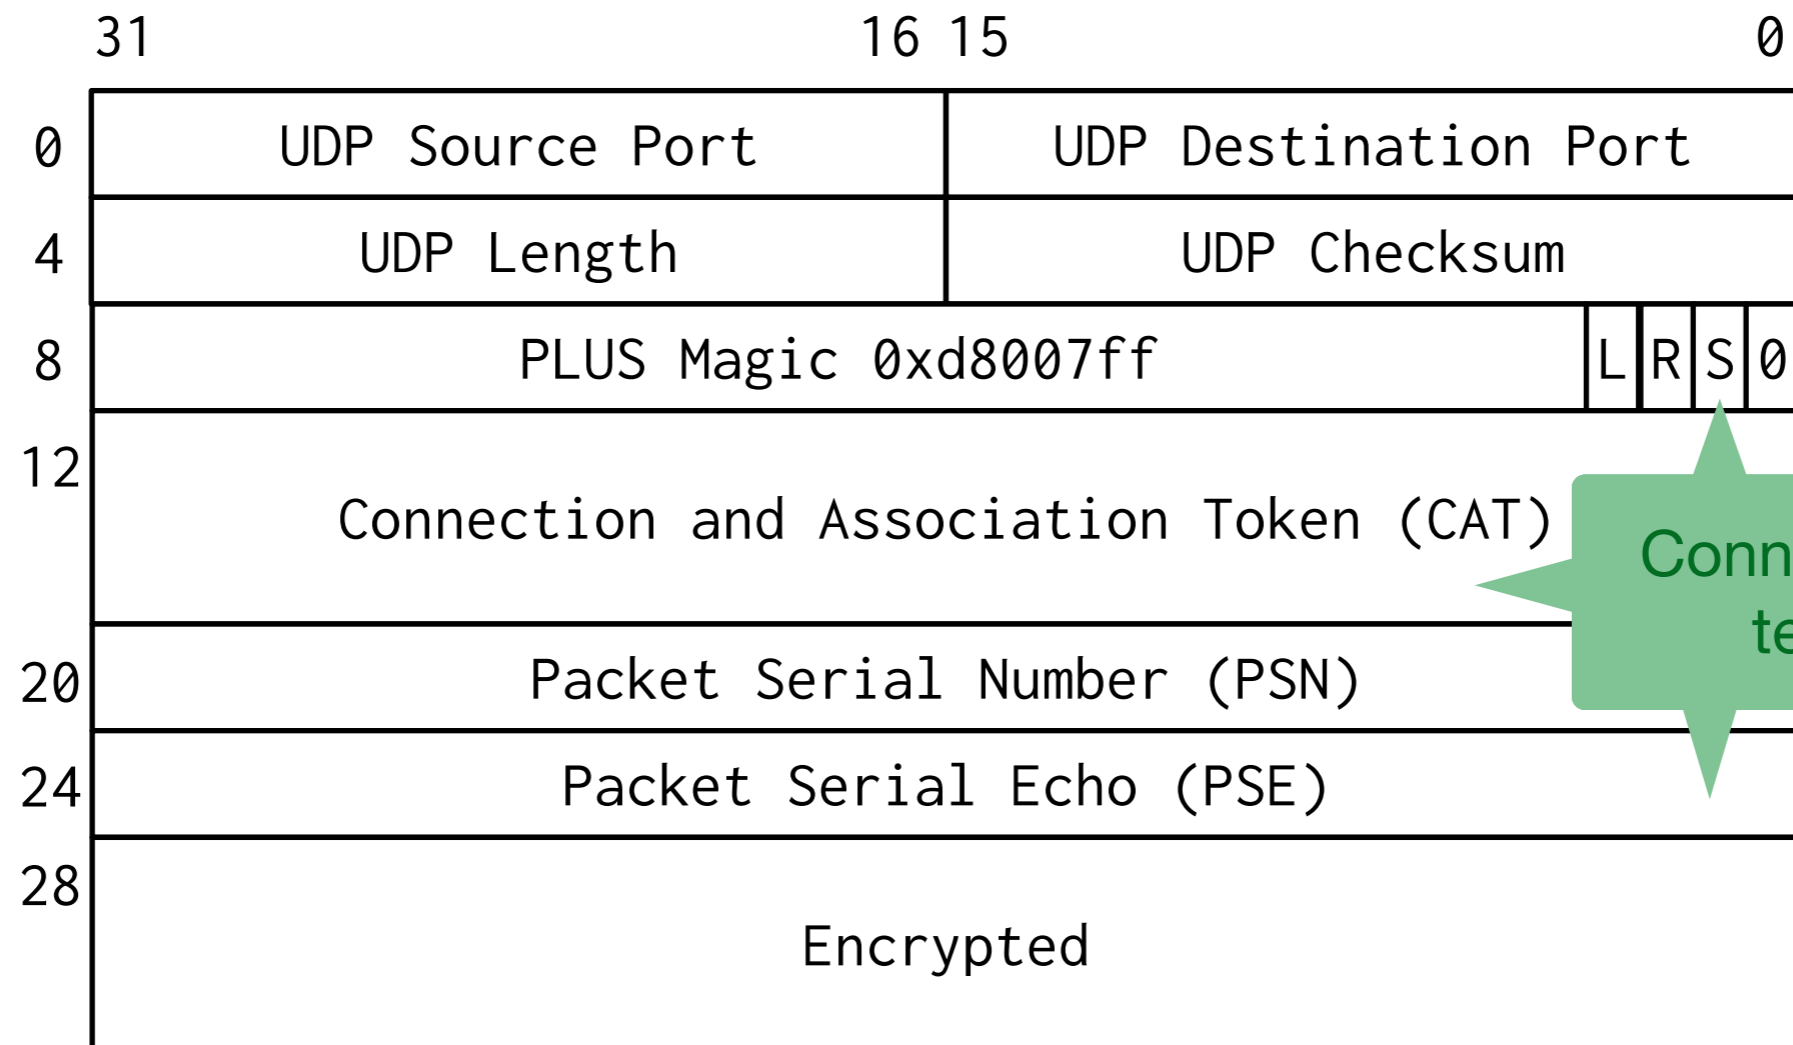 31 16 15 0
0 UDP Source Port UDP Destination Port
4 UDP Length UDP Checksum
8 PLUS Magic 0xd8007ff L R S 0
12
Connection and Association Token (CAT)
Conn
te
20 Packet Serial Number (PSN)
24 Packet Serial Echo (PSE)
28
Encrypted